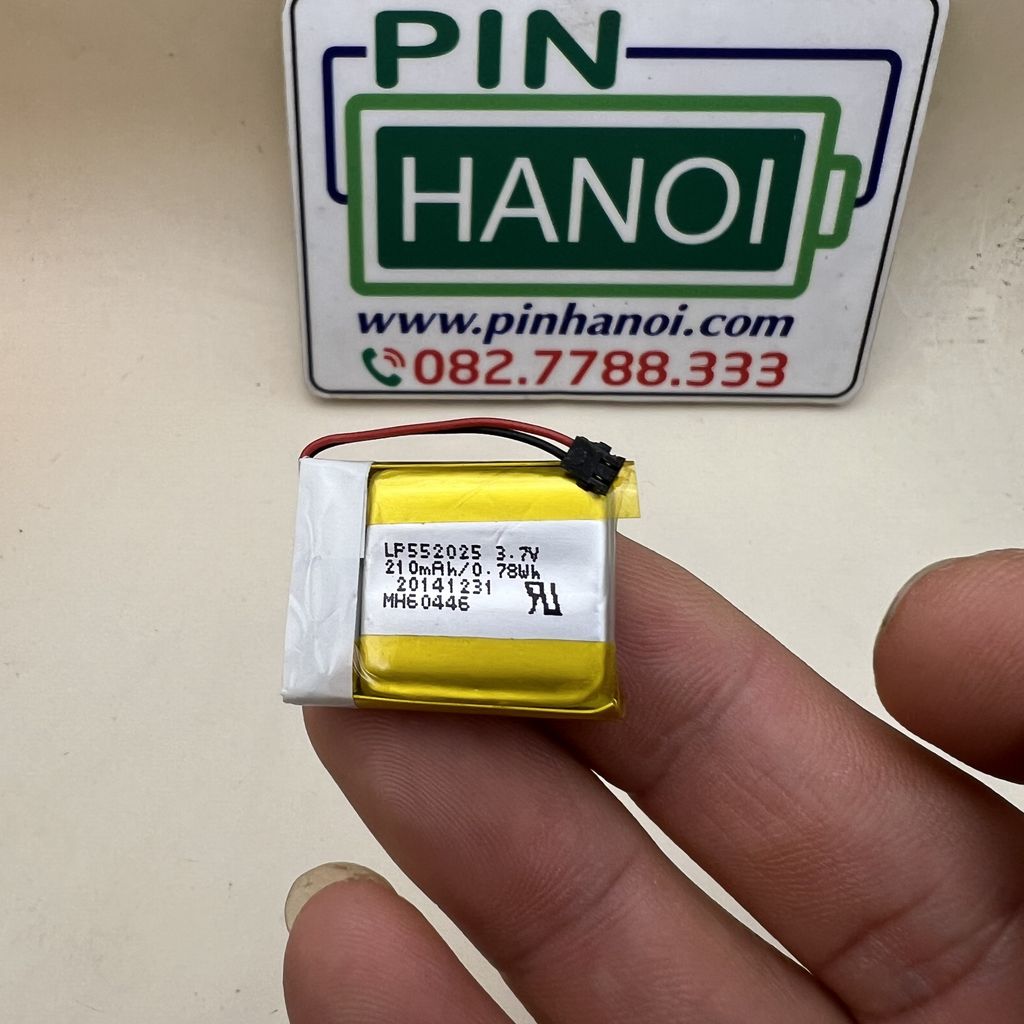 PIN
HANOI
www.pinhanoi.com
082.7788.333
LP552025 3.7V
210mAh/0.78Wh
20141231
MH60446